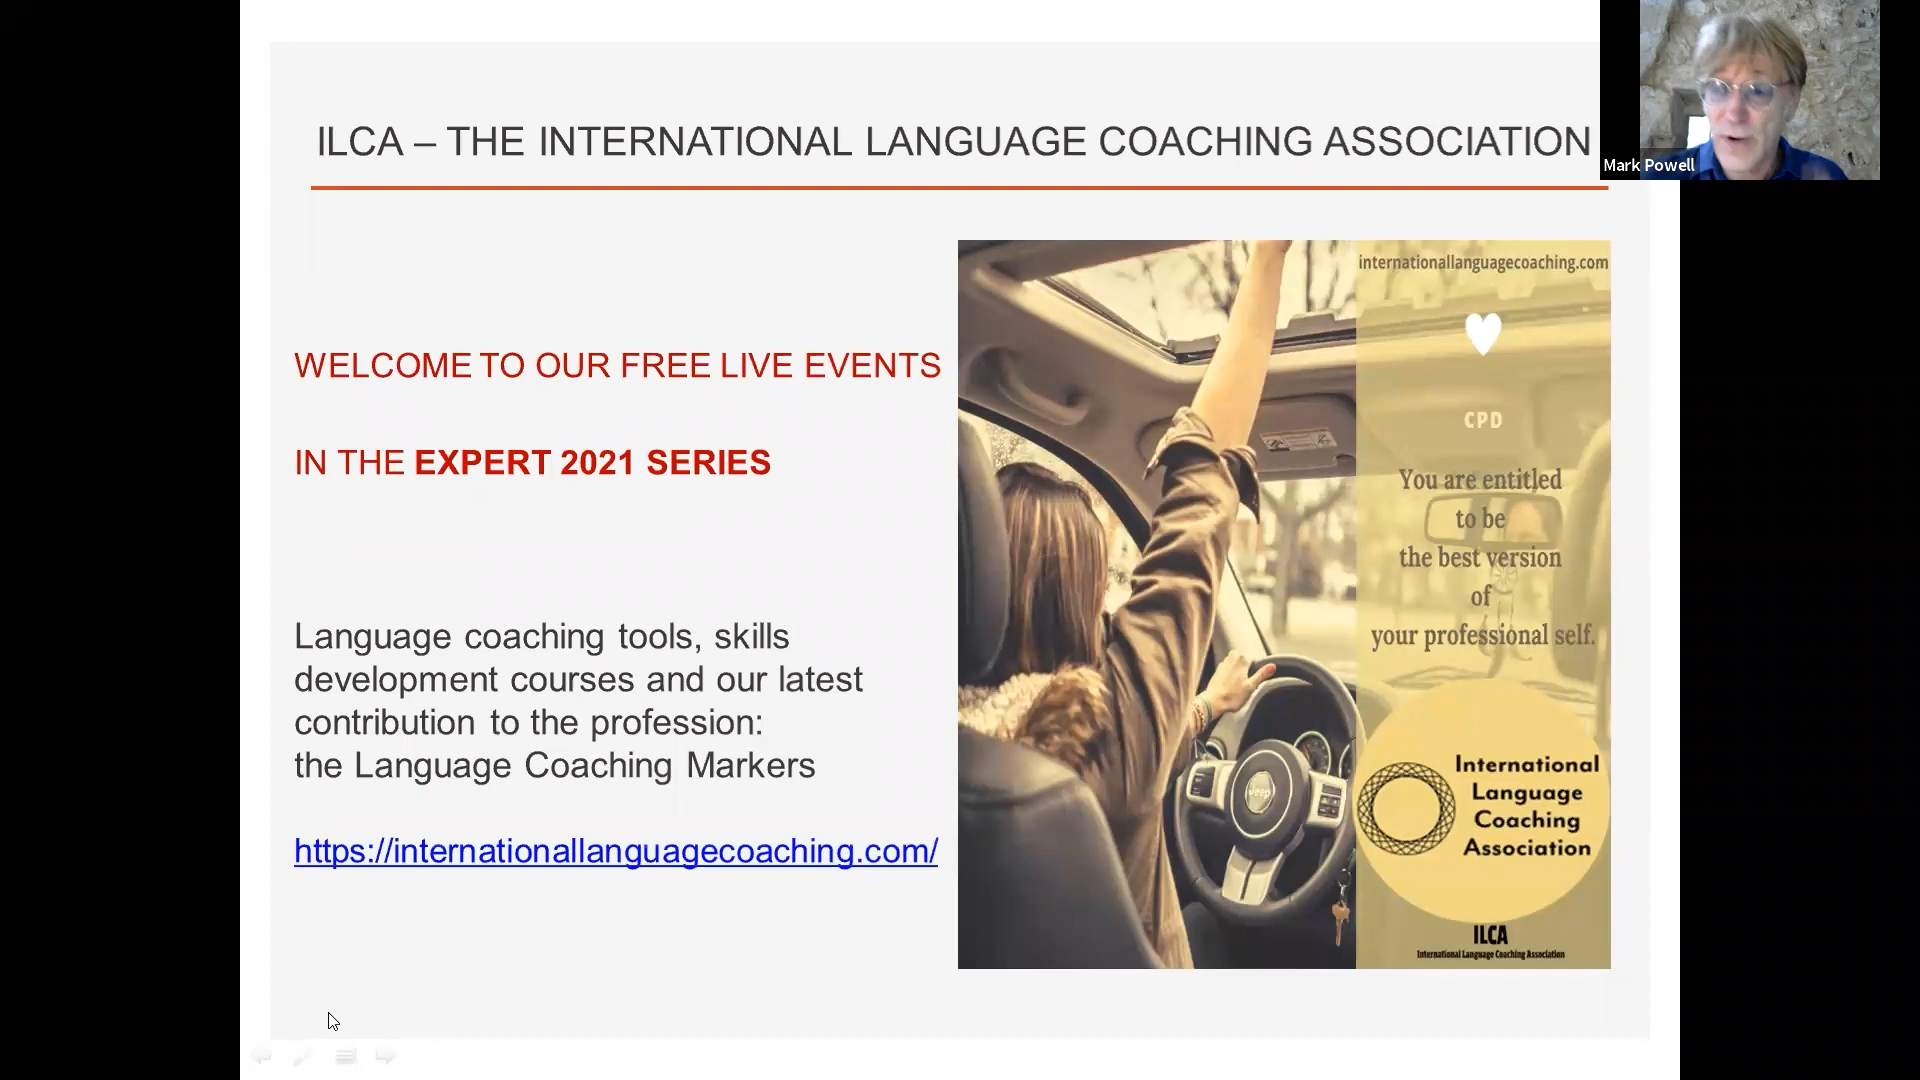 ILCA – THE INTERNATIONAL LANGUAGE COACHING ASSOCIATION
Mark Powell
WELCOME TO OUR FREE LIVE EVENTS
IN THE EXPERT 2021 SERIES
Language coaching tools, skills
development courses and our latest
contribution to the profession:
the Language Coaching Markers
https://internationallanguagecoaching.com/
internationallanguagecoaching.com
CPD
You are entitled
to be
the best version
of
your professional self.
Jeep
International
Language
Coaching
Association
ILCA
International Language Coaching Association